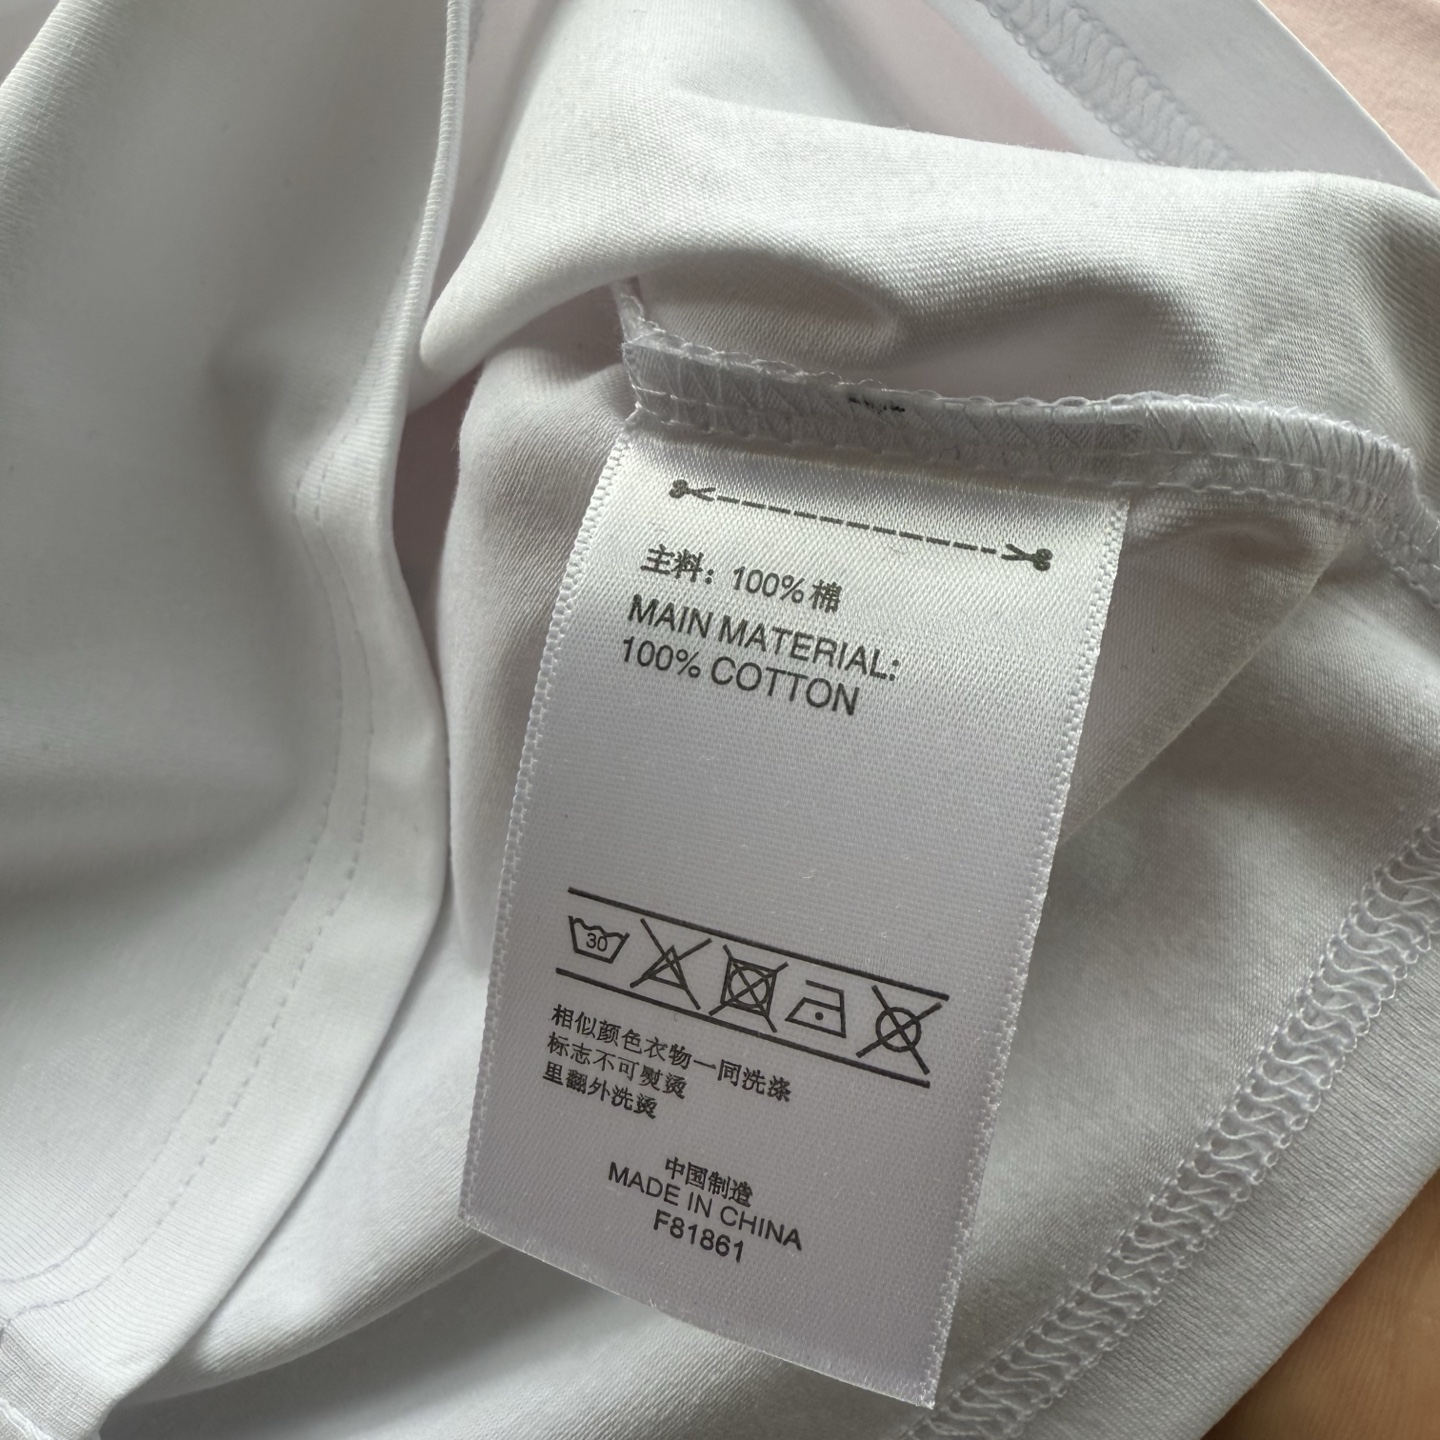 主料：100%棉
MAIN MATERIAL:
100% COTTON
30
相似颜色衣物一同洗涤
标志不可熨烫
里翻外洗烫
中国制造
MADE IN CHINA
F81861